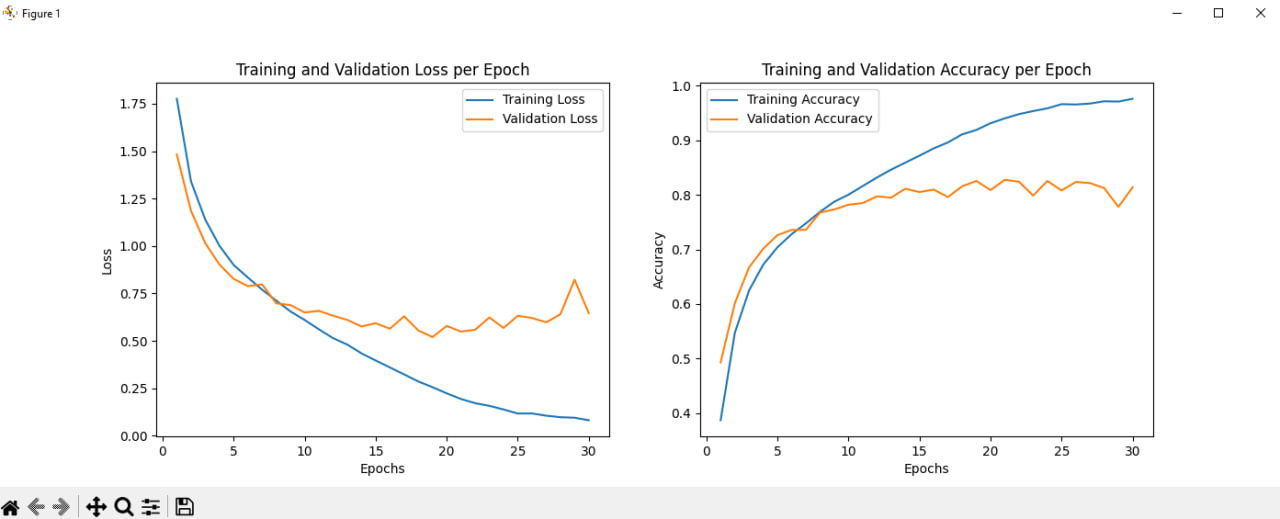 Figure 1
Training and Validation Loss per Epoch
Training Loss
Validation Loss
1.75
1.50
1.25
1.00
0.75
0.50
0.25
0.00
Loss
0 5 10 15 20 25 30
Epochs
Training and Validation Accuracy per Epoch
Training Accuracy
Validation Accuracy
1.0
0.9
0.8
0.7
0.6
0.5
0.4
Accuracy
0 5 10 15 20 25 30
Epochs